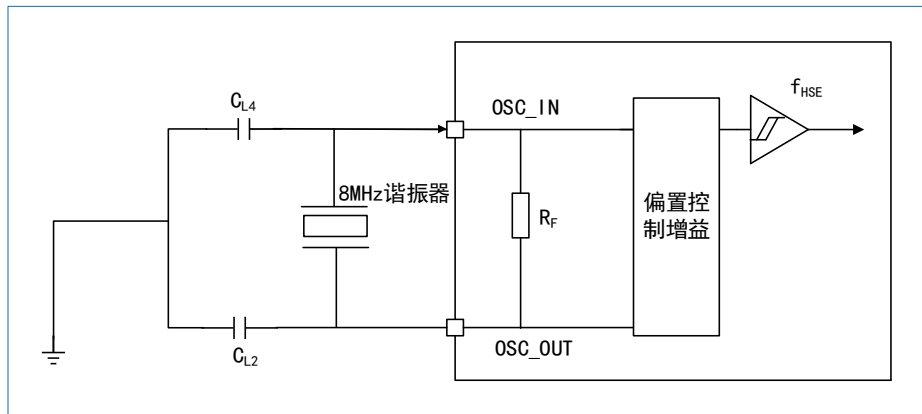 C_L4
OSC_IN
f_HSE
8MHz谐振器
R_F
偏置控
制增益
C_L2
OSC_OUT